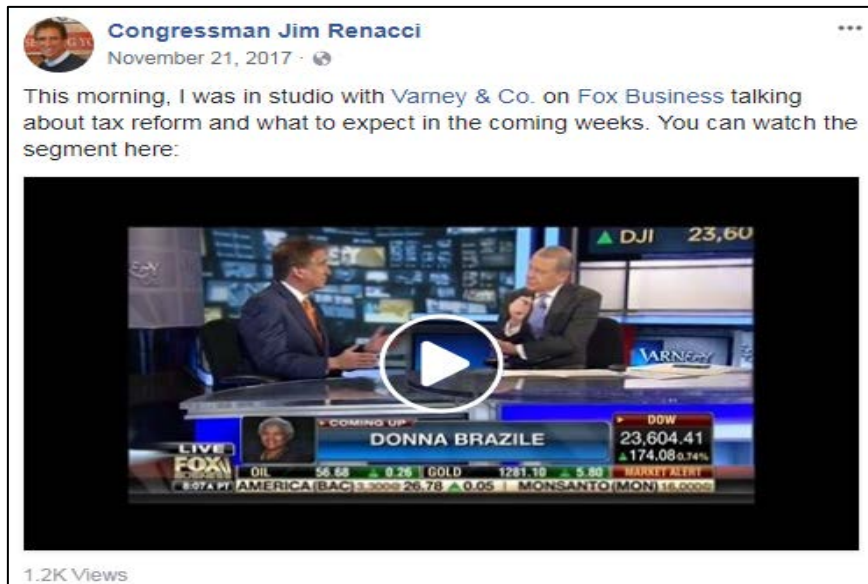 Congressman Jim Renacci
November 21, 2017
This morning, I was in studio with Varney & Co. on Fox Business talking
about tax reform and what to expect in the coming weeks. You can watch the
segment here:
▲ DJI 23,60
VARNEY
COMING UP
DONNA BRAZILE
DOW
23,604.41
▲ 174.08 0.74%
LIVE
FOX
BUSINESS
OIL 56.68 ▲ 0.26 GOLD 1281.10 ▲ 5.80 MARKET ALERT
8:07A PT AMERICA (BAC) 26.78 ▲ 0.05 MONSANTO (MON)
1.2K Views